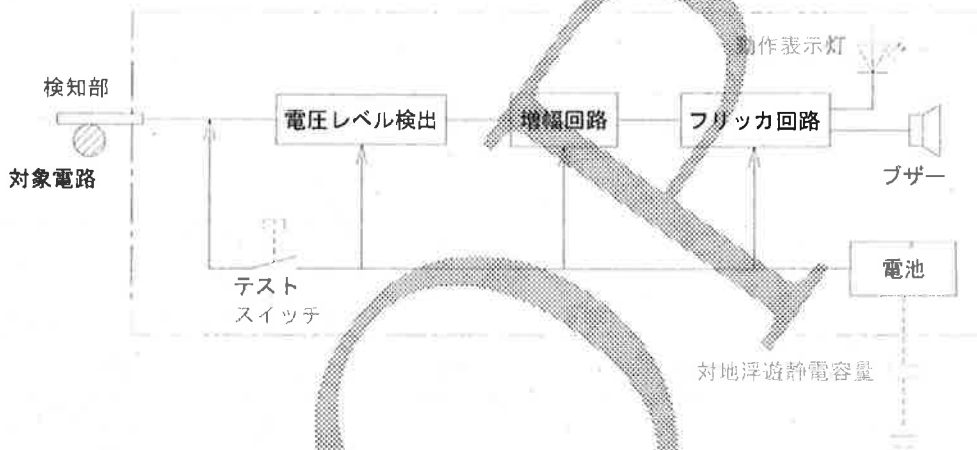 動作表示灯
検知部
電圧レベル検出
増幅回路
フリッカ回路
対象電路
ブザー
電池
テスト
スイッチ
対地浮遊静電容量